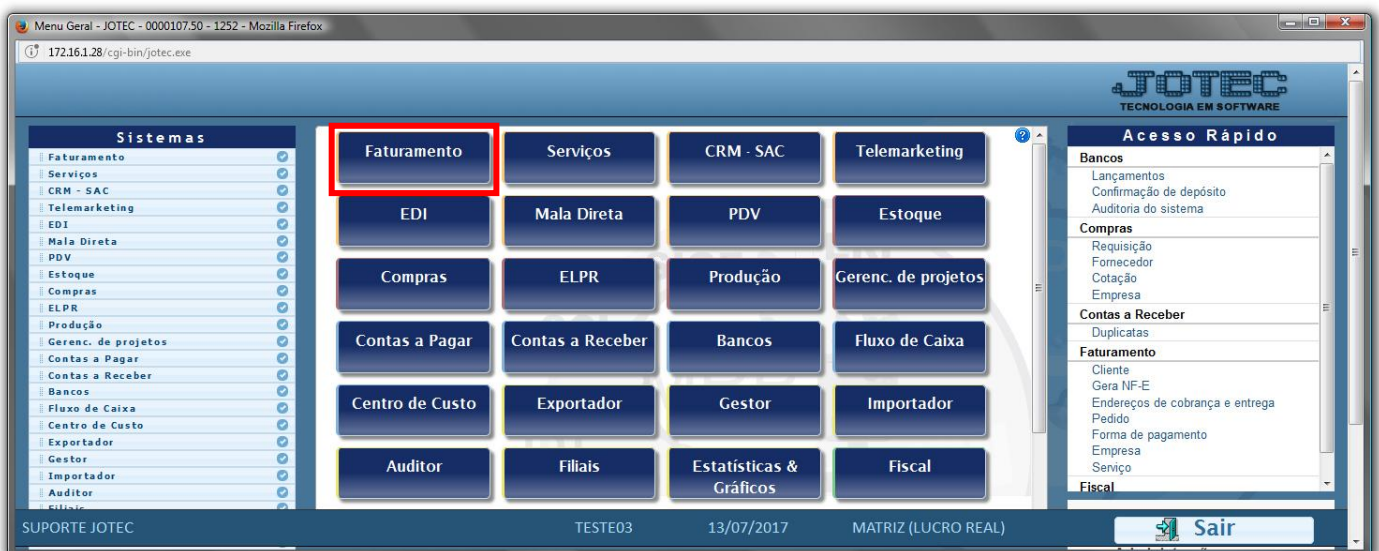 Menu Geral - JOTEC - 0000107.50 - 1252 - Mozilla Firefox
172.16.1.28/cgi-bin/jotec.exe
JOTEC
TECNOLOGIA EM SOFTWARE
Sistemas
Faturamento
Serviços
CRM - SAC
Telemarketing
EDI
Mala Direta
PDV
Estoque
Compras
ELPR
Produção
Gerenc. de projetos
Contas a Pagar
Contas a Receber
Bancos
Fluxo de Caixa
Centro de Custo
Exportador
Gestor
Importador
Auditor
Filiais
Faturamento Serviços CRM - SAC Telemarketing
EDI Mala Direta PDV Estoque
Compras ELPR Produção Gerenc. de projetos
Contas a Pagar Contas a Receber Bancos Fluxo de Caixa
Centro de Custo Exportador Gestor Importador
Auditor Filiais Estatísticas & Fiscal
Gráficos
Acesso Rápido
Bancos
Lançamentos
Confirmação de depósito
Auditoria do sistema
Compras
Requisição
Fornecedor
Cotação
Empresa
Contas a Receber
Duplicatas
Faturamento
Cliente
Gera NF-E
Endereços de cobrança e entrega
Pedido
Forma de pagamento
Empresa
Serviço
Fiscal
SUPORTE JOTEC TESTE03 13/07/2017 MATRIZ (LUCRO REAL) Sair